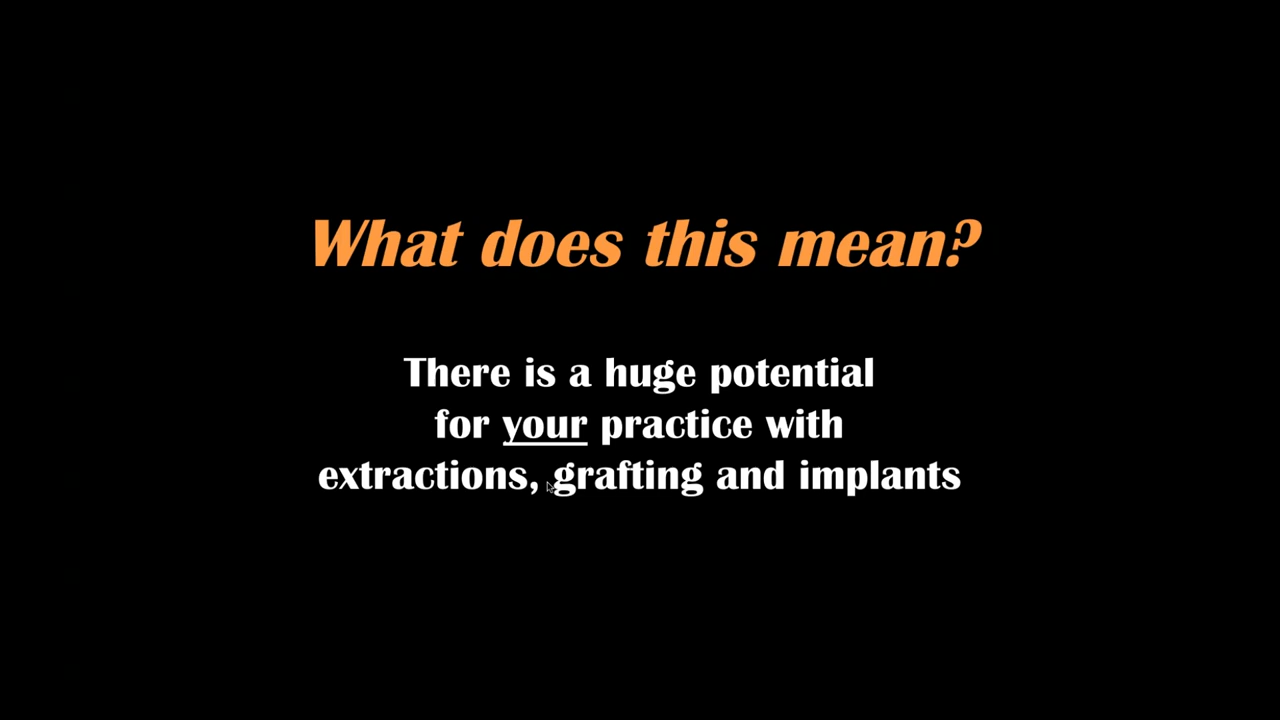 What does this mean?
There is a huge potential
for your practice with
extractions, grafting and implants